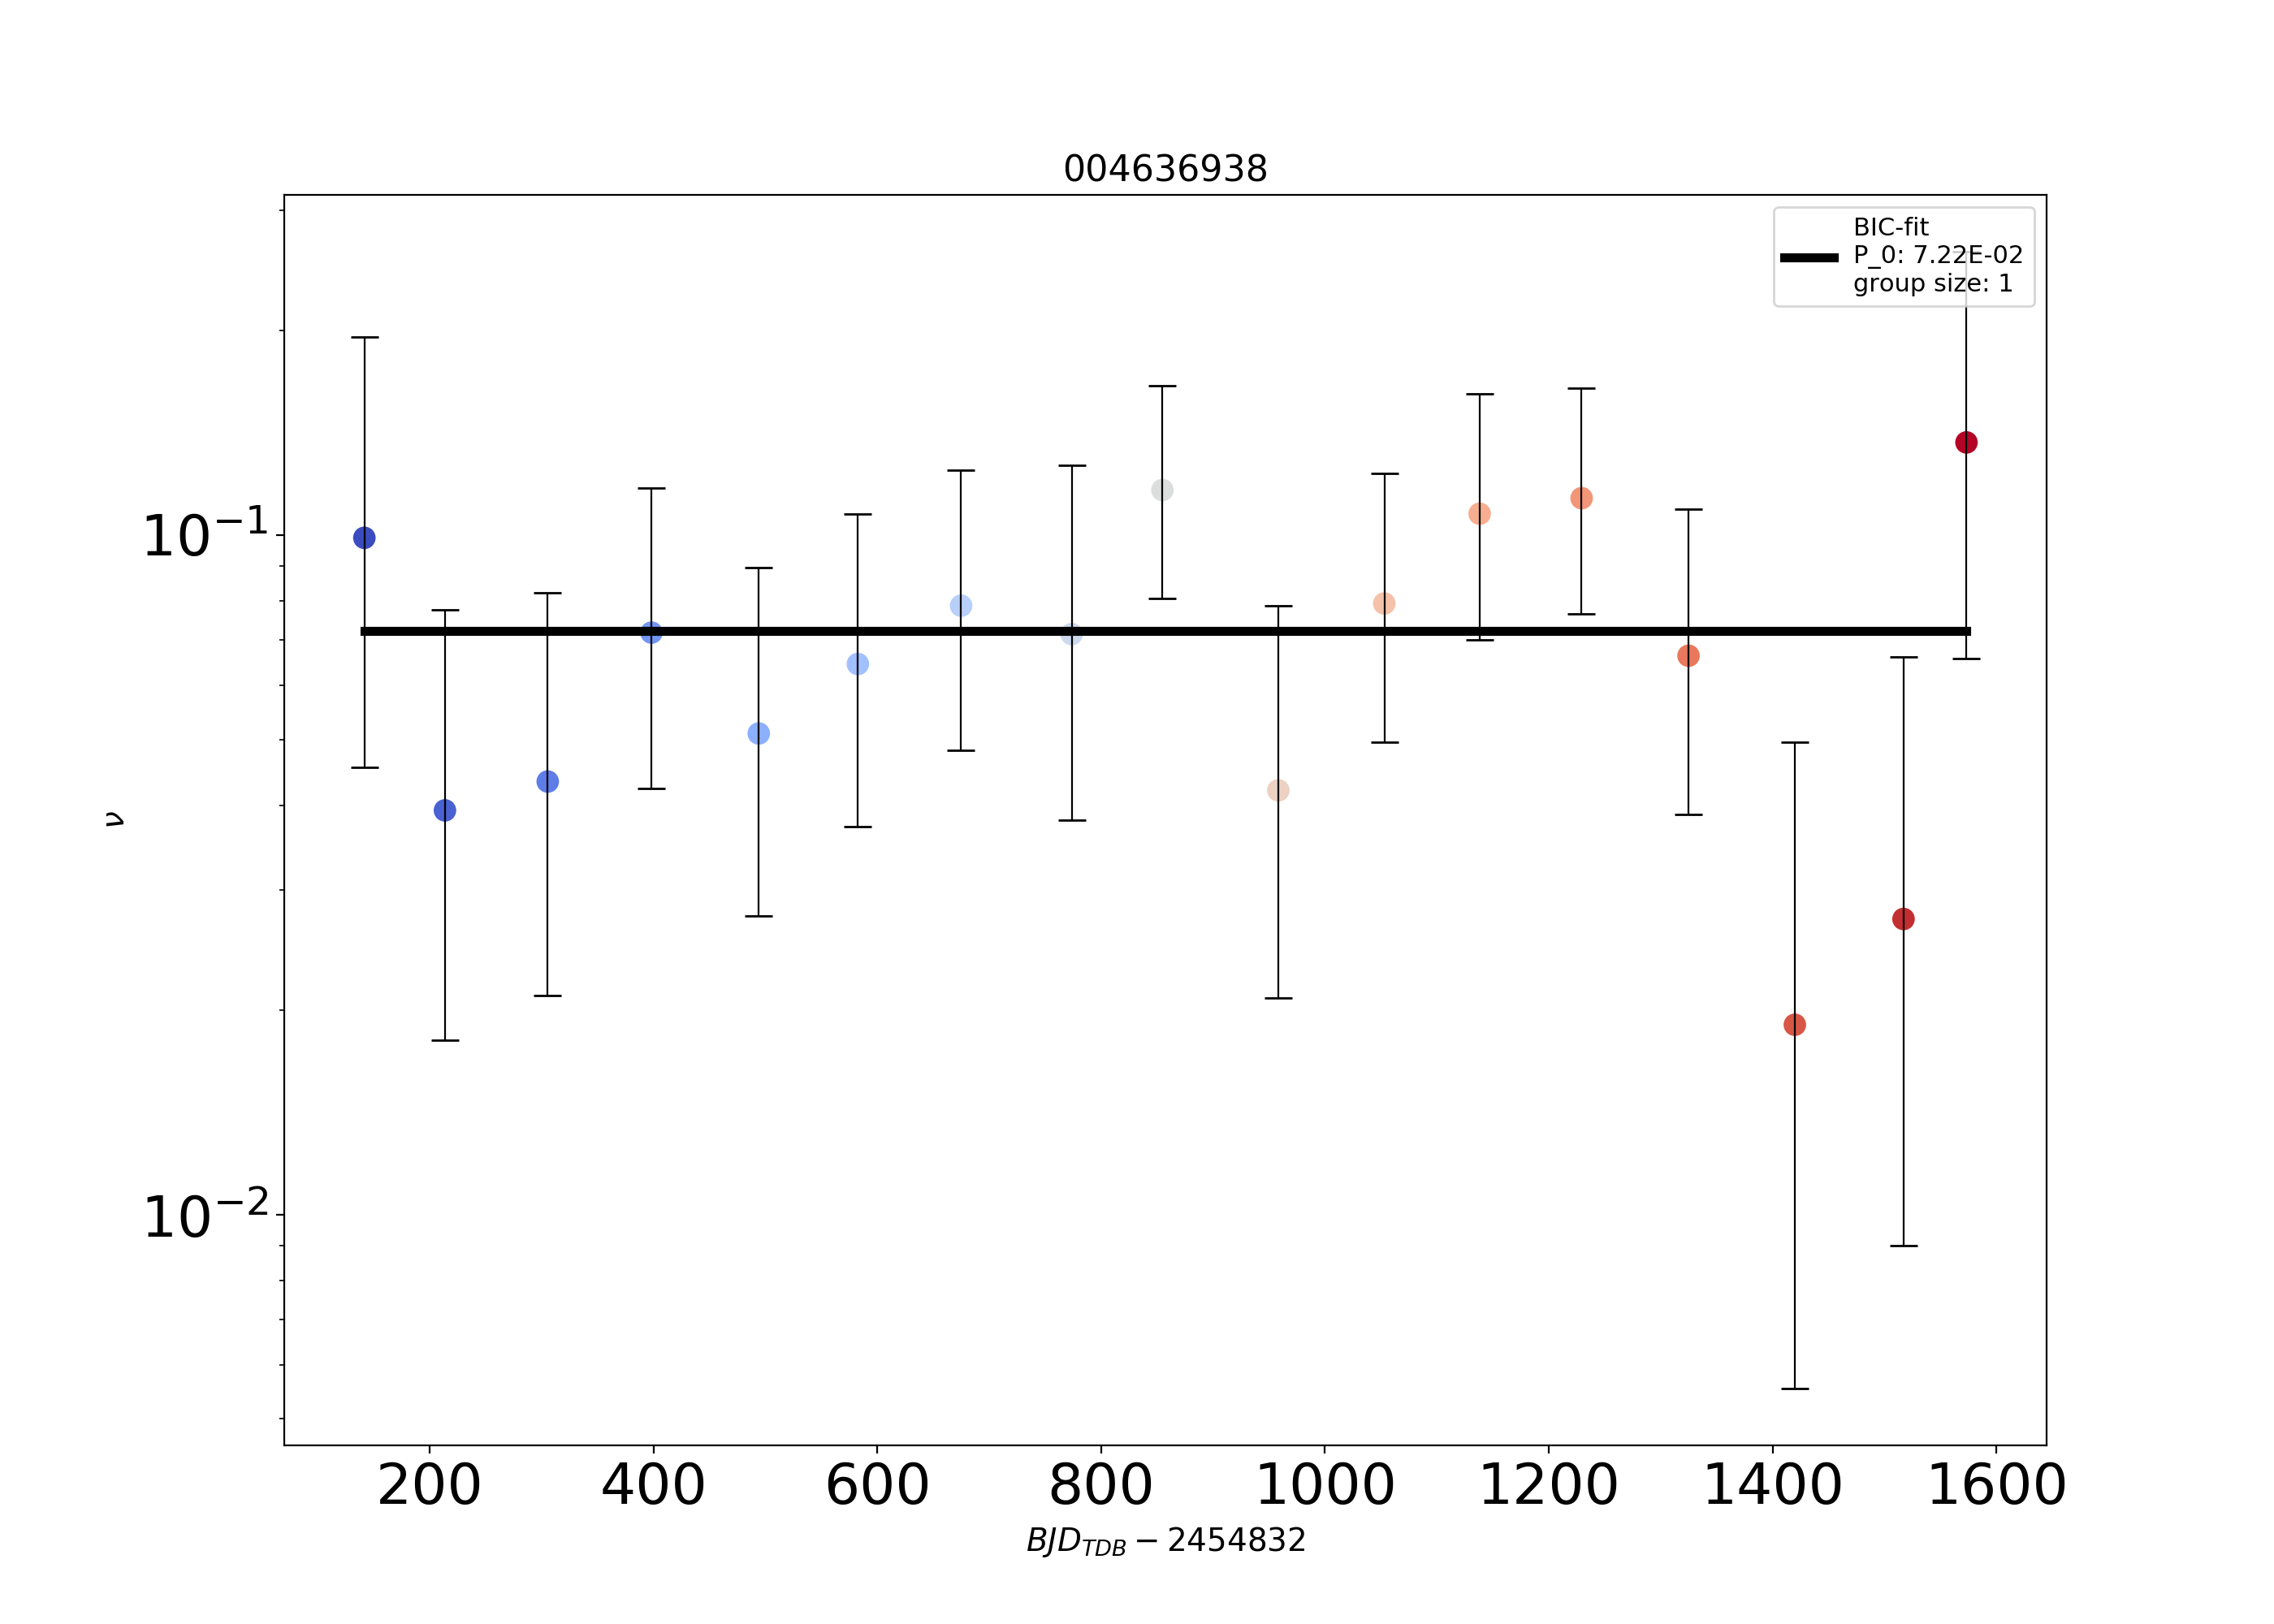 004636938
BIC-fit
P_0: 7.22E-02
group size: 1
10⁻¹
10⁻²
ν
200 400 600 800 1000 1200 1400 1600
BJD_TDB − 2454832